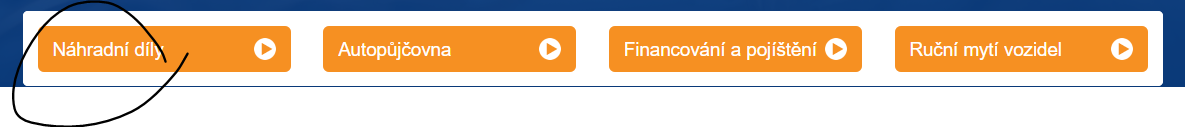 Náhradní díly
Autopůjčovna
Financování a pojištění
Ruční mytí vozidel